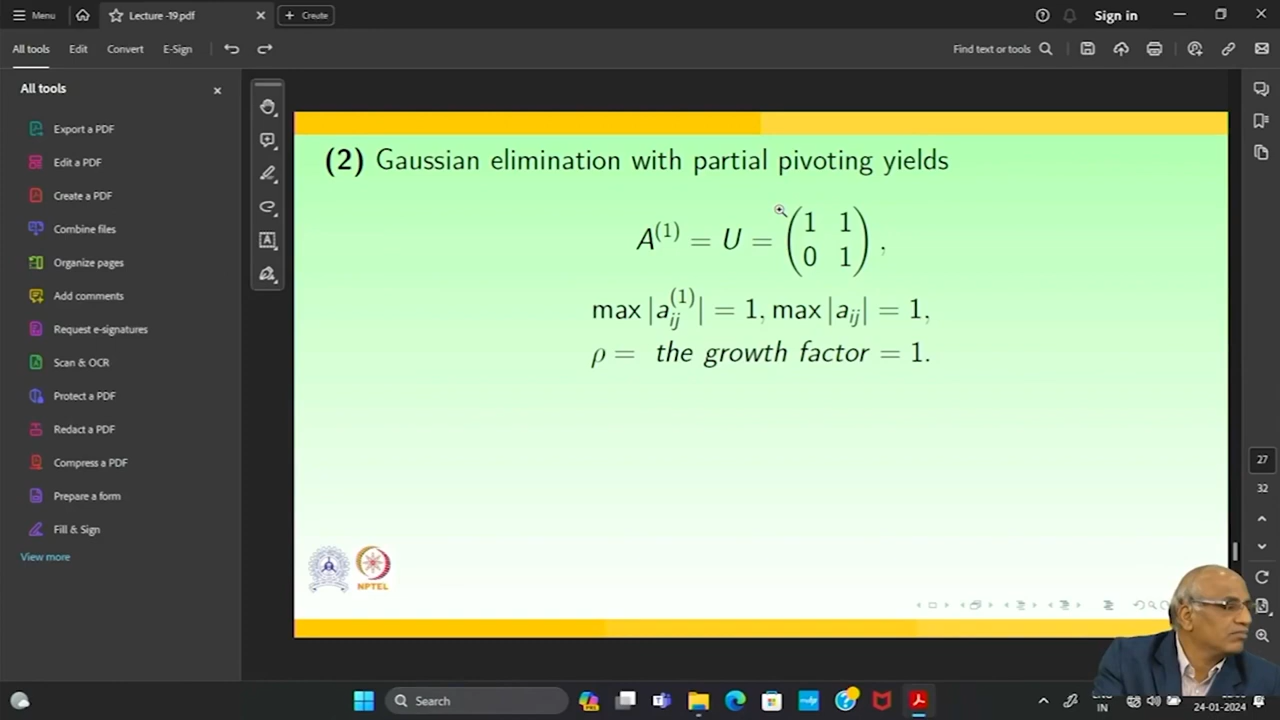 Menu
Lecture -19.pdf
Create
Sign in
All tools
Edit
Convert
E-Sign
Find text or tools
All tools
Export a PDF
Edit a PDF
Create a PDF
Combine files
Organize pages
Add comments
Request e-signatures
Scan & OCR
Protect a PDF
Redact a PDF
Compress a PDF
Prepare a form
Fill & Sign
View more
(2) Gaussian elimination with partial pivoting yields
A^(1) = U = (1 1
0 1),
max |a_ij^(1)| = 1, max |a_ij| = 1,
ρ = the growth factor = 1.
NPTEL
27
32
Search
IN
24-01-2024